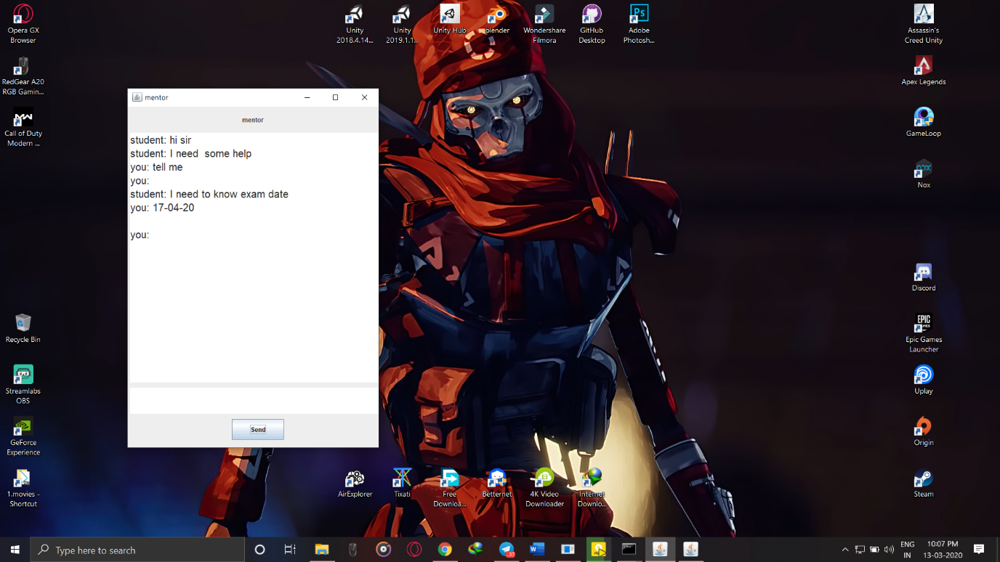 Opera GX
Browser
RedGear A20
RGB Gamin...
Call of Duty
Modern ...
Recycle Bin
Streamlabs
OBS
GeForce
Experience
1.movies -
Shortcut
Unity
2018.4.14...
Unity
2019.1.1...
Unity Hub
blender
Wondershare
Filmora
GitHub
Desktop
Ps
Adobe
Photosh...
Assassin's
Creed Unity
Apex Legends
GameLoop
nox
Nox
Discord
EPIC
GAMES
Epic Games
Launcher
Uplay
Origin
Steam
mentor
mentor
student: hi sir
student: I need  some help
you: tell me
you:
student: I need to know exam date
you: 17-04-20
you:
Send
AirExplorer
Tixati
Free
Downloa...
Betternet
4K Video
Downloader
Internet
Downlo...
Type here to search
37
ENG
IN
10:07 PM
13-03-2020